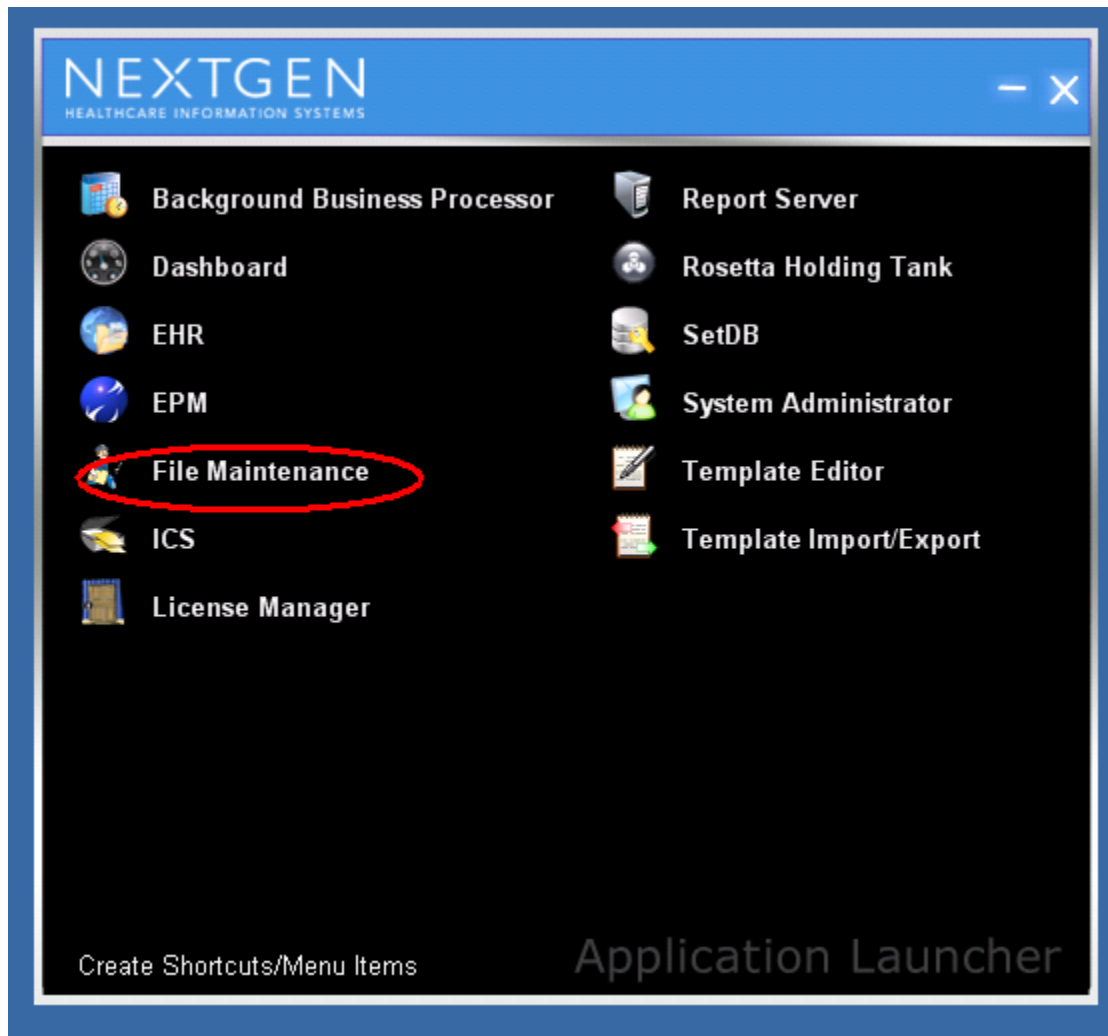 NEXTGEN
HEALTHCARE INFORMATION SYSTEMS
Background Business Processor
Dashboard
EHR
EPM
File Maintenance
ICS
License Manager
Report Server
Rosetta Holding Tank
SetDB
System Administrator
Template Editor
Template Import/Export
Create Shortcuts/Menu Items
Application Launcher